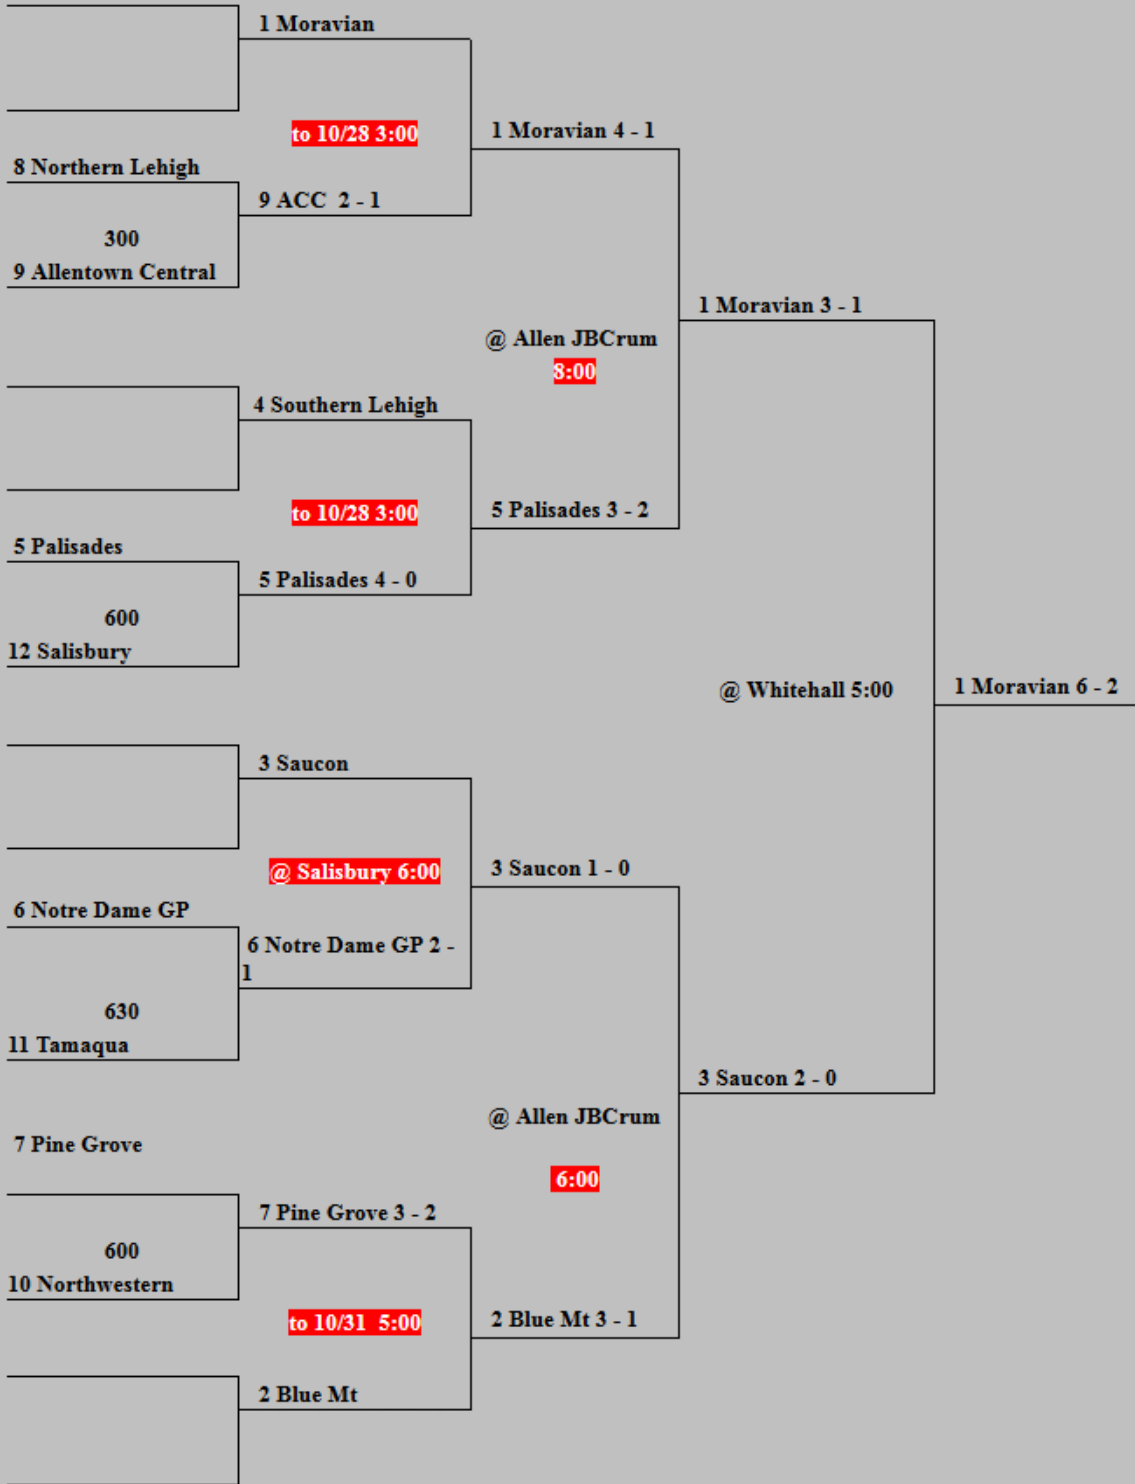 1 Moravian
to 10/28 3:00
1 Moravian 4 - 1
8 Northern Lehigh
9 ACC 2 - 1
300
9 Allentown Central
1 Moravian 3 - 1
@ Allen JBCrum
8:00
4 Southern Lehigh
to 10/28 3:00
5 Palisades 3 - 2
5 Palisades
5 Palisades 4 - 0
600
12 Salisbury
@ Whitehall 5:00
1 Moravian 6 - 2
3 Saucon
@ Salisbury 6:00
3 Saucon 1 - 0
6 Notre Dame GP
6 Notre Dame GP 2 -
1
630
11 Tamaqua
3 Saucon 2 - 0
@ Allen JBCrum
7 Pine Grove
6:00
7 Pine Grove 3 - 2
600
10 Northwestern
to 10/31 5:00
2 Blue Mt 3 - 1
2 Blue Mt